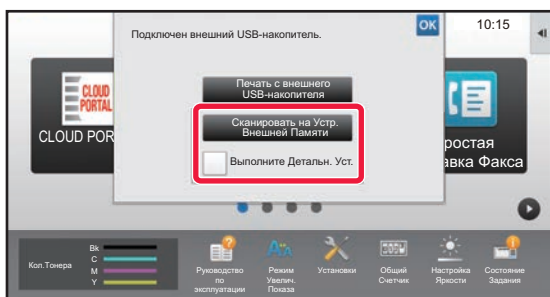 Подключен внешний USB-накопитель.
OK
10:15
Печать с внешнего
USB-накопителя
Сканировать на Устр.
Внешней Памяти
Выполните Детальн. Уст.
CLOUD
PORTAL
CLOUD POR
ростая
авка Факса
Кол.Тонера
Bk
C
M
Y
Руководство
по
эксплуатации
Режим
Увелич.
Показа
Установки
Общий
Счетчик
Настройка
Яркости
Состояние
Задания